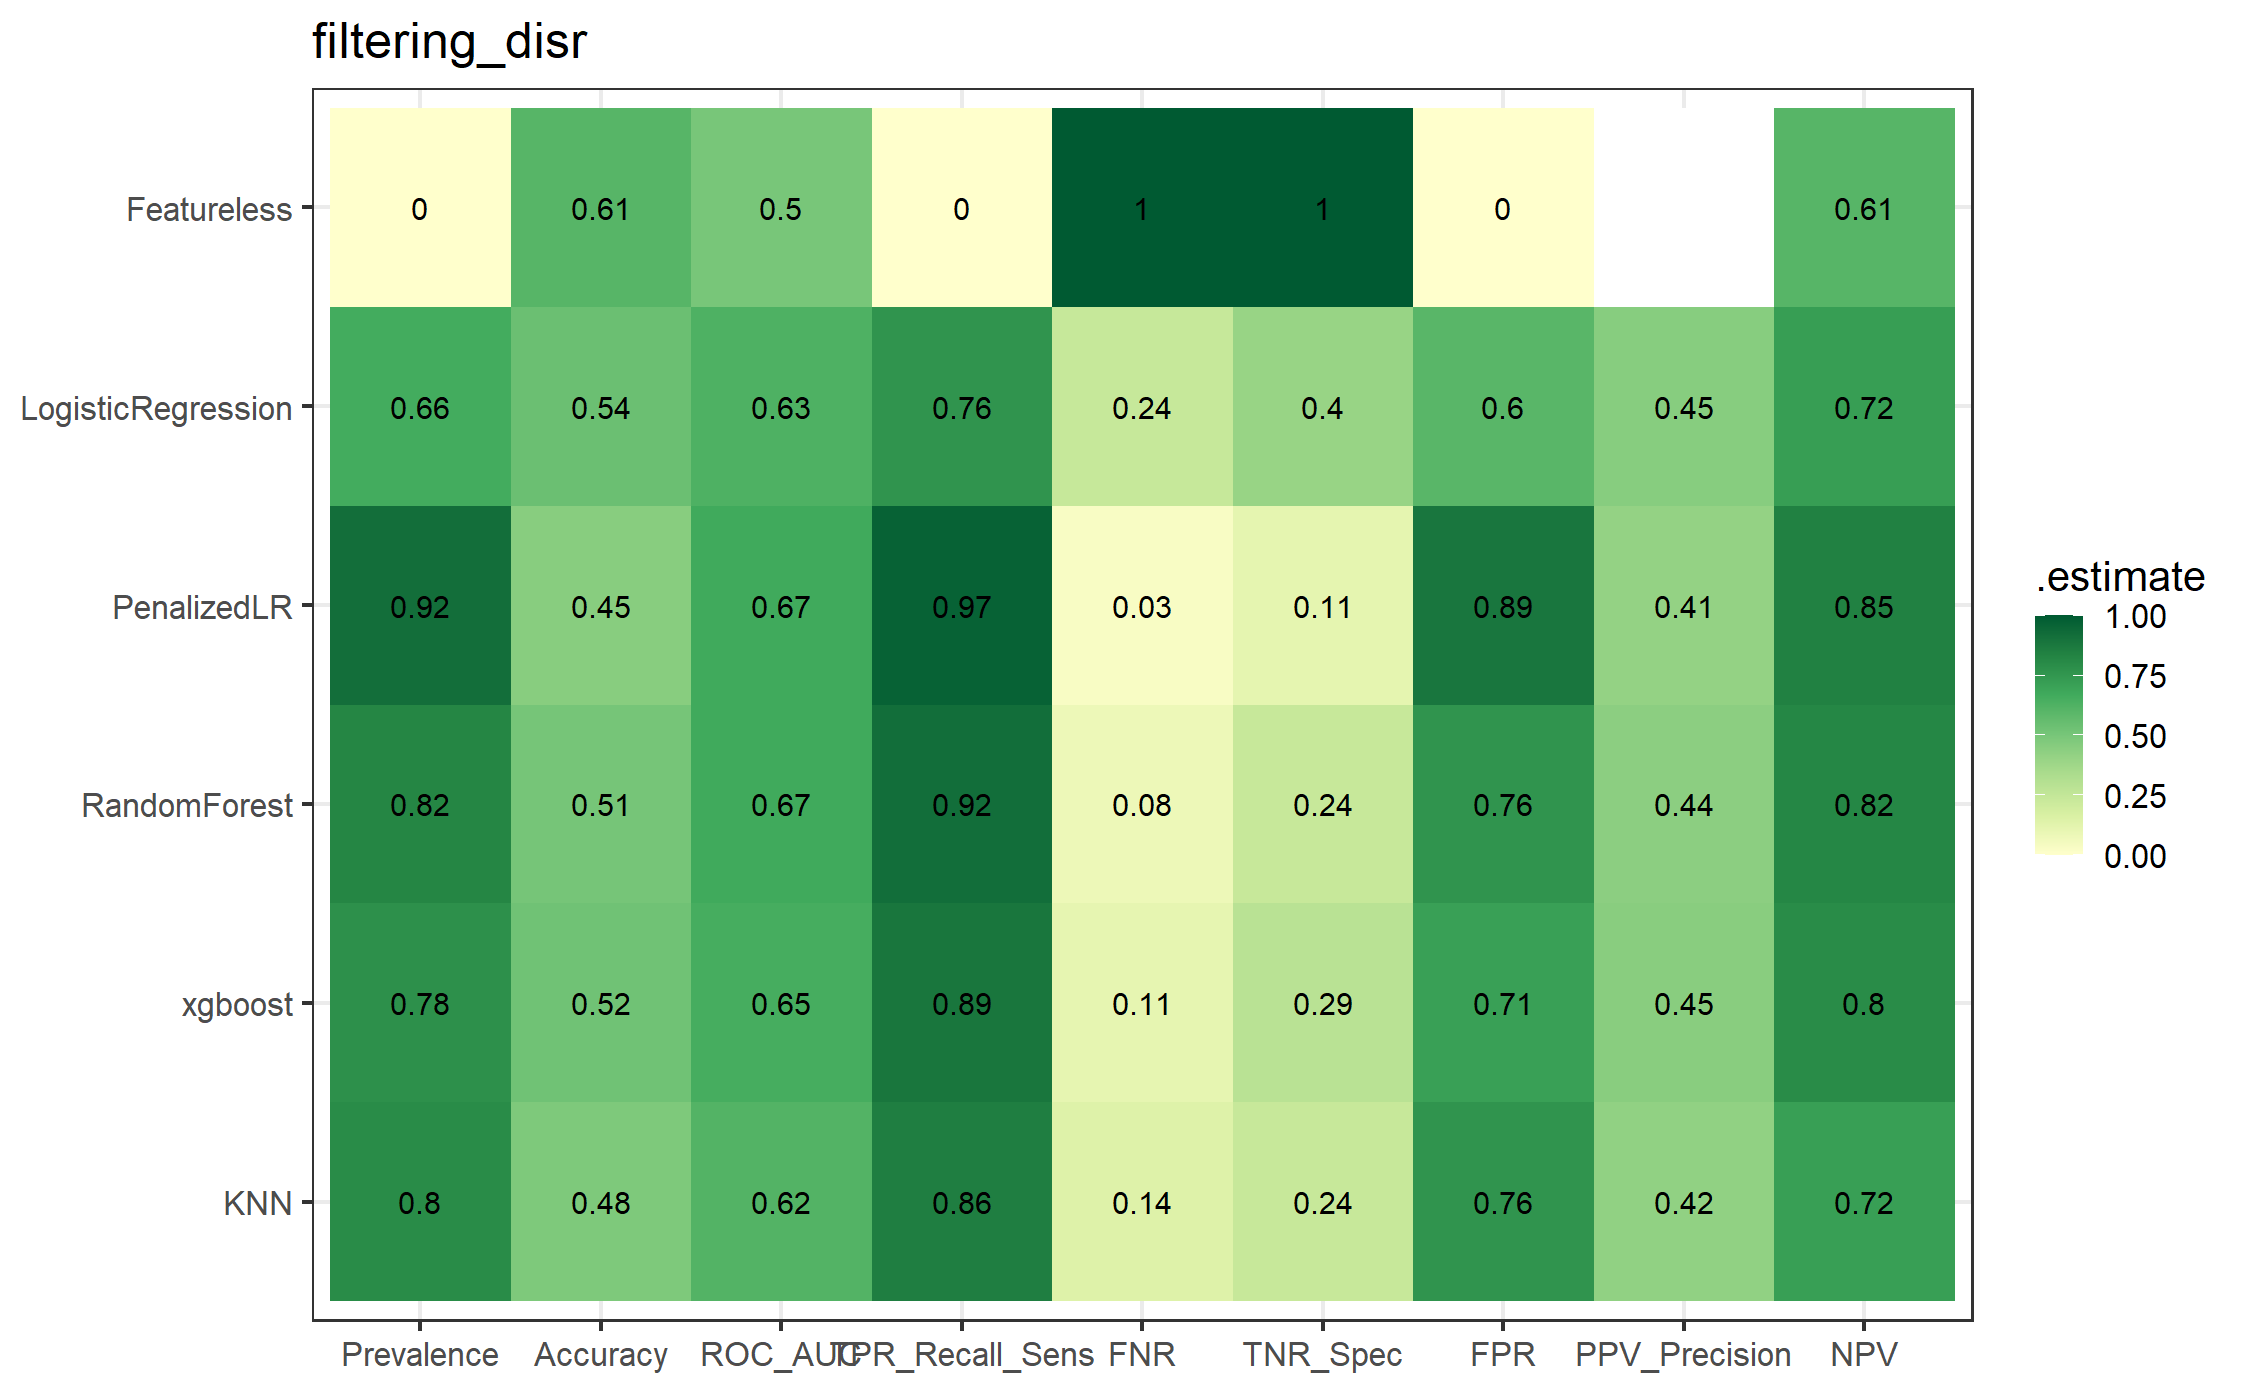 filtering_disr
Featureless 0 0.61 0.5 0 1 1 0 0.61
LogisticRegression 0.66 0.54 0.63 0.76 0.24 0.4 0.6 0.45 0.72
PenalizedLR 0.92 0.45 0.67 0.97 0.03 0.11 0.89 0.41 0.85
RandomForest 0.82 0.51 0.67 0.92 0.08 0.24 0.76 0.44 0.82
xgboost 0.78 0.52 0.65 0.89 0.11 0.29 0.71 0.45 0.8
KNN 0.8 0.48 0.62 0.86 0.14 0.24 0.76 0.42 0.72
Prevalence Accuracy ROC_AUC TPR_Recall_Sens FNR TNR_Spec FPR PPV_Precision NPV
.estimate
1.00
0.75
0.50
0.25
0.00